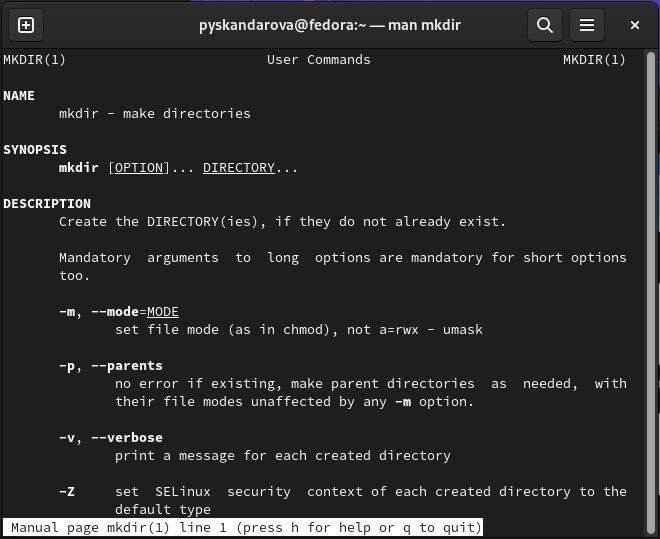 pyskandarova@fedora:~ — man mkdir
MKDIR(1) User Commands MKDIR(1)
NAME
mkdir - make directories
SYNOPSIS
mkdir [OPTION]... DIRECTORY...
DESCRIPTION
Create the DIRECTORY(ies), if they do not already exist.
Mandatory arguments to long options are mandatory for short options
too.
-m, --mode=MODE
set file mode (as in chmod), not a=rwx - umask
-p, --parents
no error if existing, make parent directories as needed, with
their file modes unaffected by any -m option.
-v, --verbose
print a message for each created directory
-Z set SELinux security context of each created directory to the
default type
Manual page mkdir(1) line 1 (press h for help or q to quit)